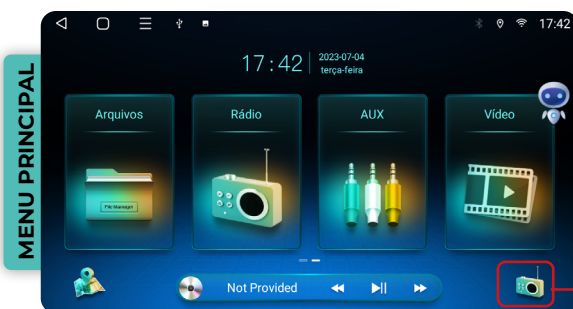 MENU PRINCIPAL
17:42
17:42
2023-07-04
terça-feira
Arquivos
Rádio
AUX
Vídeo
File Manager
Not Provided